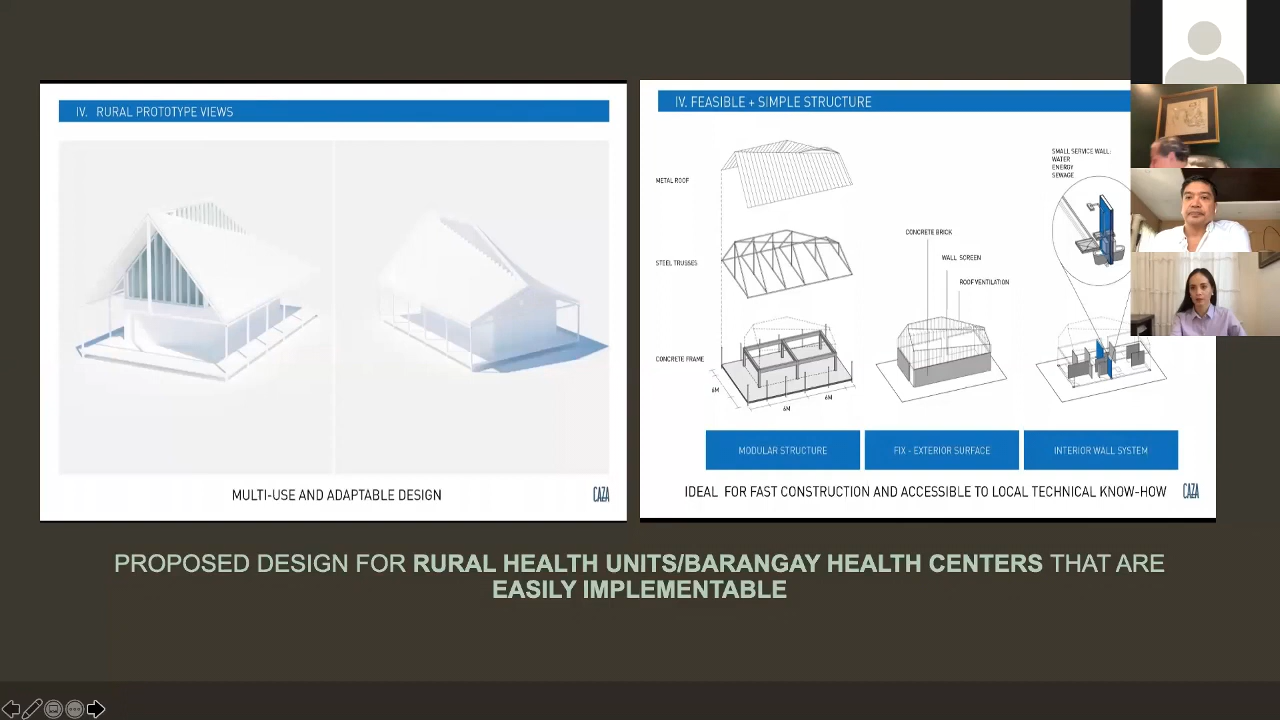 IV. RURAL PROTOTYPE VIEWS
MULTI-USE AND ADAPTABLE DESIGN
CAZA
IV. FEASIBLE + SIMPLE STRUCTURE
METAL ROOF
STEEL TRUSSES
CONCRETE FRAME
6M
6M
6M
CONCRETE BRICK
WALL SCREEN
ROOF VENTILATION
SMALL SERVICE WALL:
WATER
ENERGY
SEWAGE
MODULAR STRUCTURE
FIX - EXTERIOR SURFACE
INTERIOR WALL SYSTEM
IDEAL FOR FAST CONSTRUCTION AND ACCESSIBLE TO LOCAL TECHNICAL KNOW-HOW
CAZA
PROPOSED DESIGN FOR RURAL HEALTH UNITS/BARANGAY HEALTH CENTERS THAT ARE
EASILY IMPLEMENTABLE